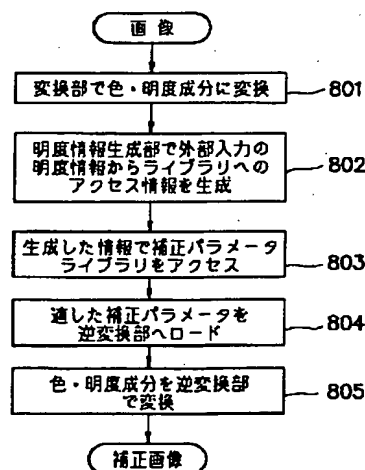 画像
変換部で色・明度成分に変換
801
明度情報生成部で外部入力の
明度情報からライブラリへの
アクセス情報を生成
802
生成した情報で補正パラメータ
ライブラリをアクセス
803
適した補正パラメータを
逆変換部へロード
804
色・明度成分を逆変換部
で変換
805
補正画像